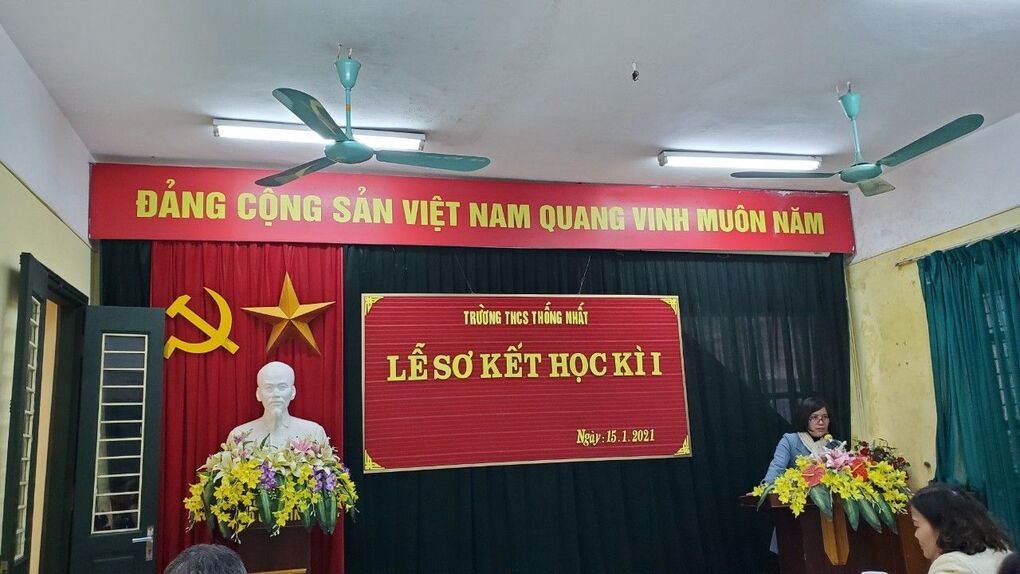 ĐẢNG CỘNG SẢN VIỆT NAM QUANG VINH MUÔN NĂM
TRƯỜNG THCS THỐNG NHẤT
LỄ SƠ KẾT HỌC KÌ I
Ngày: 15.1.2021